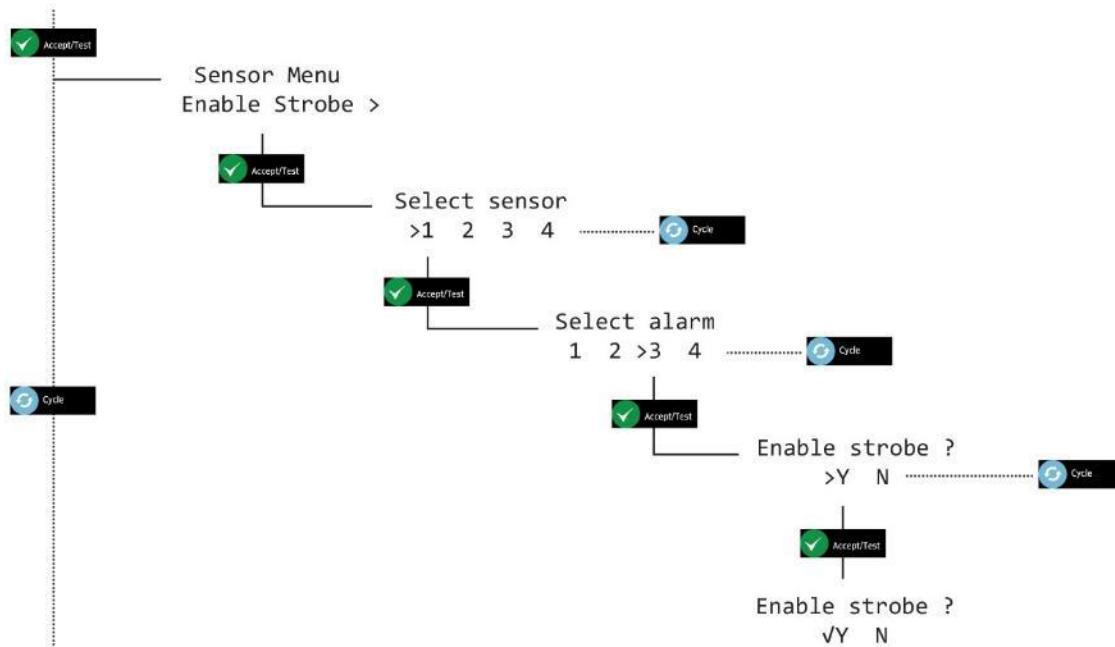 Accept/Test
Sensor Menu
Enable Strobe >
Accept/Test
Select sensor
>1 2 3 4
Cycle
Accept/Test
Select alarm
1 2 >3 4
Cycle
Cycle
Accept/Test
Enable strobe ?
>Y N
Cycle
Accept/Test
Enable strobe ?
√Y N